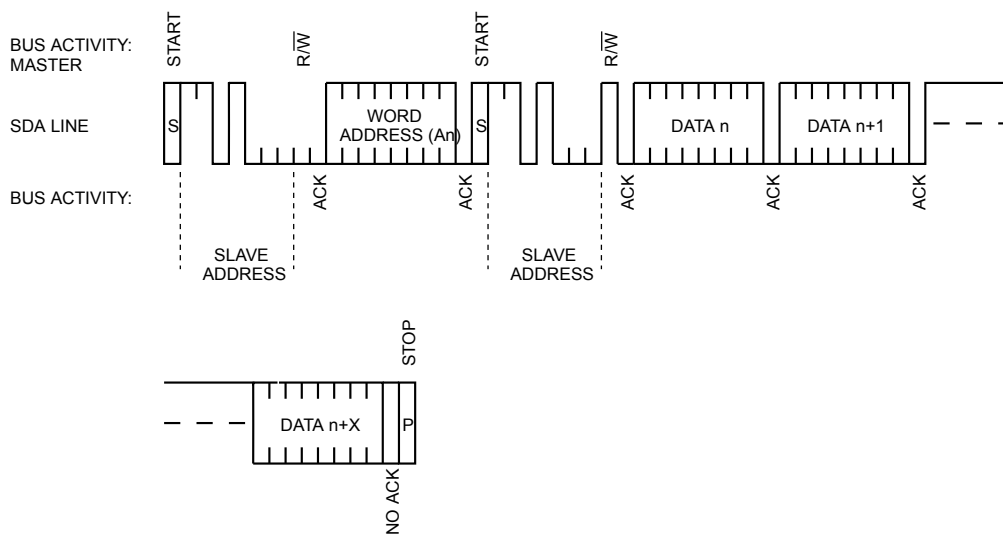 BUS ACTIVITY:
MASTER
START
R/W
START
R/W
SDA LINE
S
WORD
ADDRESS (An)
S
DATA n
DATA n+1
BUS ACTIVITY:
ACK
ACK
ACK
ACK
ACK
SLAVE
ADDRESS
SLAVE
ADDRESS
STOP
DATA n+X
P
NO ACK